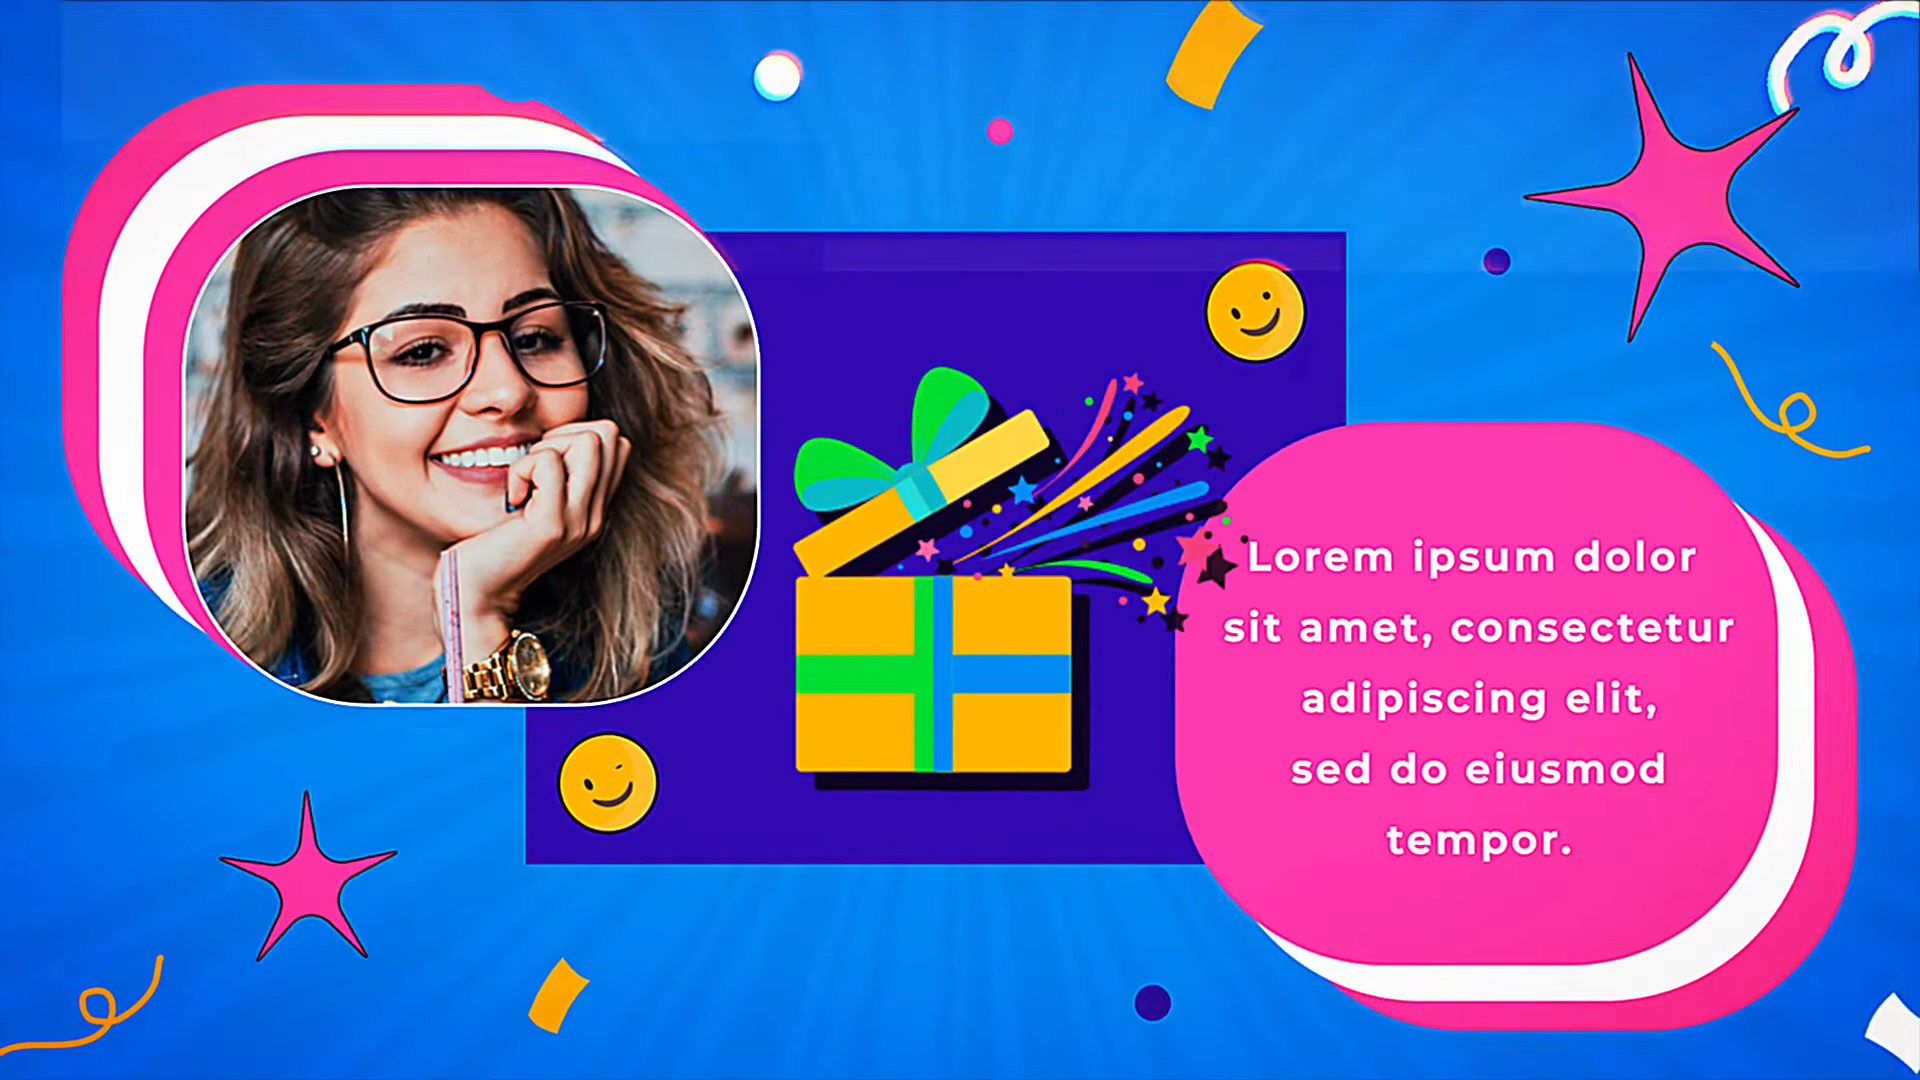 Lorem ipsum dolor
sit amet, consectetur
adipiscing elit,
sed do eiusmod
tempor.